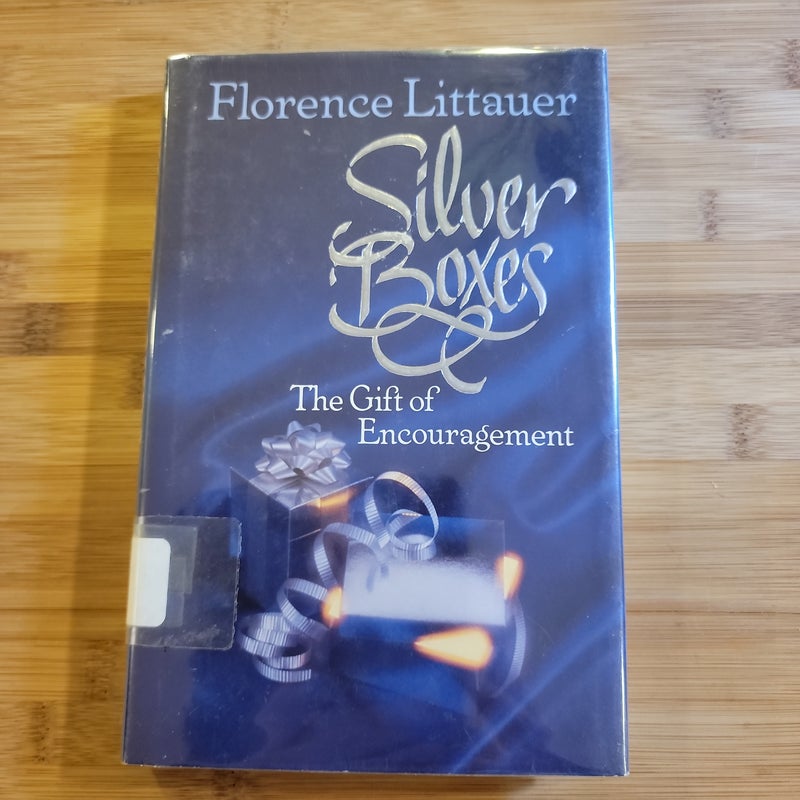 Florence Littauer
Silver
Boxes
The Gift of
Encouragement